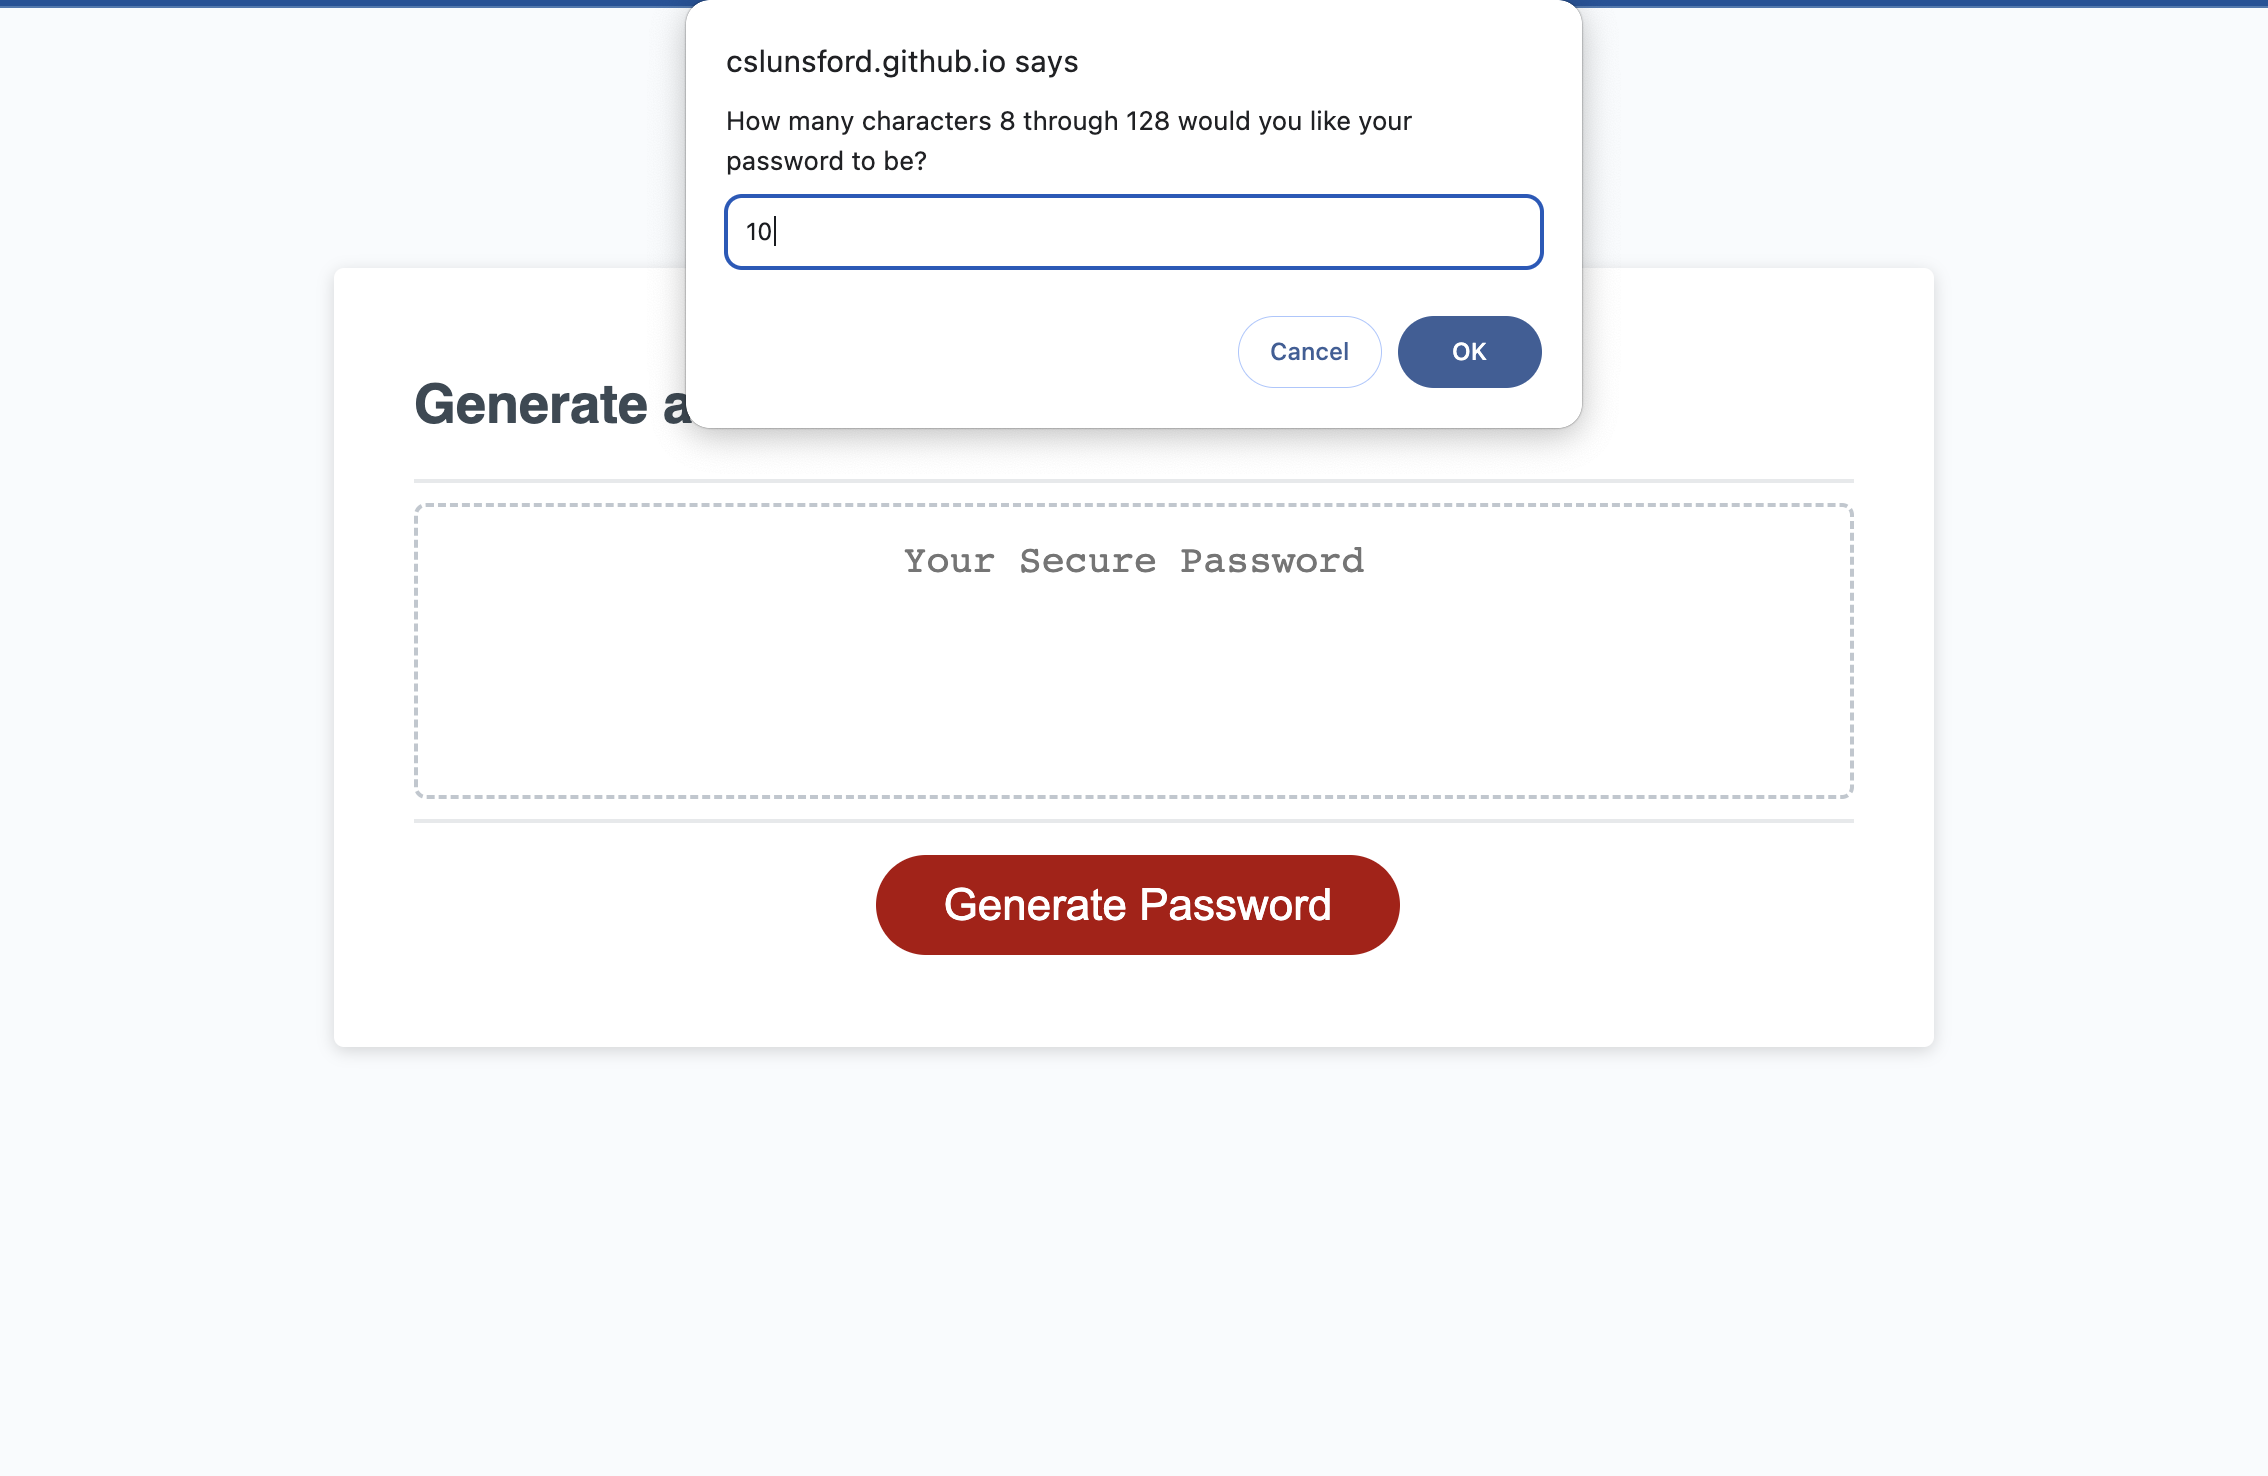 cslunsford.github.io says
How many characters 8 through 128 would you like your
password to be?
10
Cancel
OK
Generate a
Your Secure Password
Generate Password